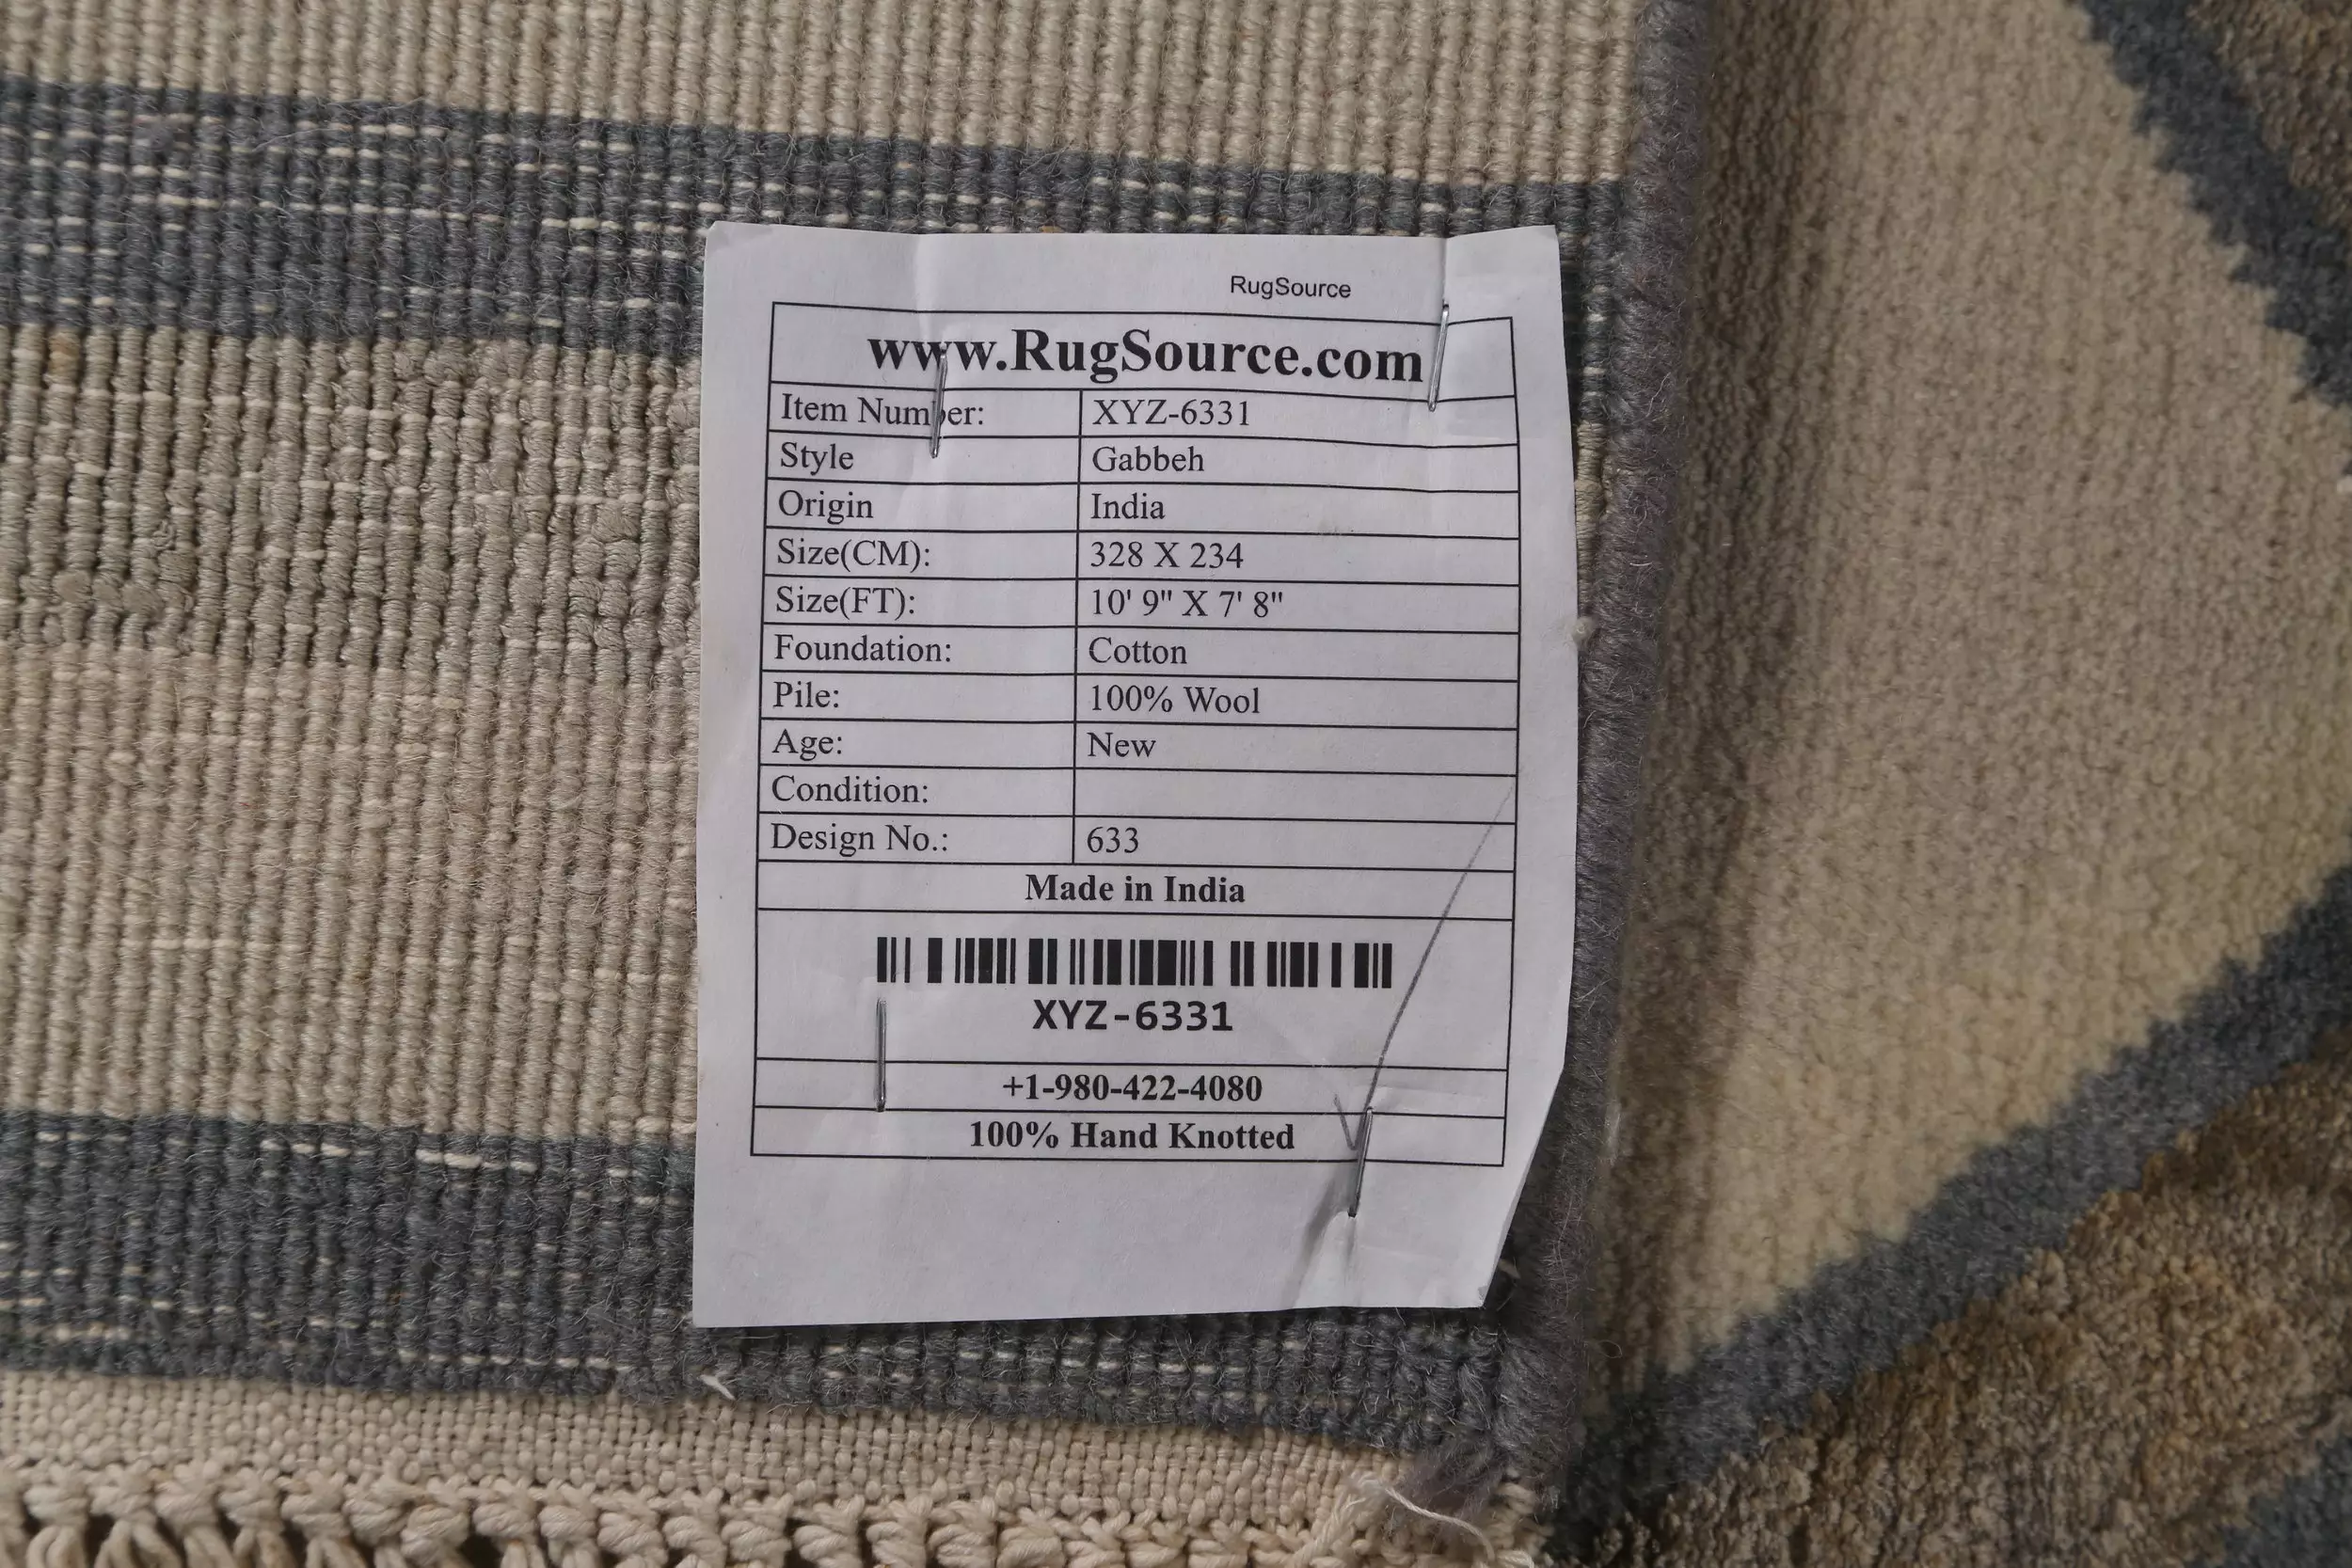 RugSource
www.RugSource.com
Item Number: XYZ-6331
Style Gabbeh
Origin India
Size(CM): 328 X 234
Size(FT): 10' 9" X 7' 8"
Foundation: Cotton
Pile: 100% Wool
Age: New
Condition:
Design No.: 633
Made in India
XYZ-6331
+1-980-422-4080
100% Hand Knotted